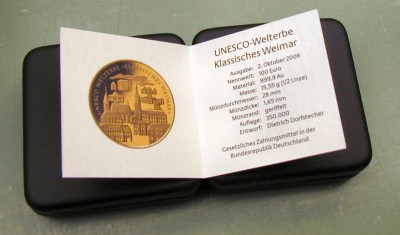 UNESCO-Welterbe
Klassisches Weimar
Ausgabe: 2. Oktober 2006
Nennwert: 100 Euro
Material: 999,9 Au
Masse: 15,55 g (1/2 Unze)
Münzdurchmesser: 28 mm
Münzdicke: 1,65 mm
Münzrand: geriffelt
Auflage: 350.000
Entwurf: Dietrich Dorfstecher
Gesetzliches Zahlungsmittel in der
Bundesrepublik Deutschland